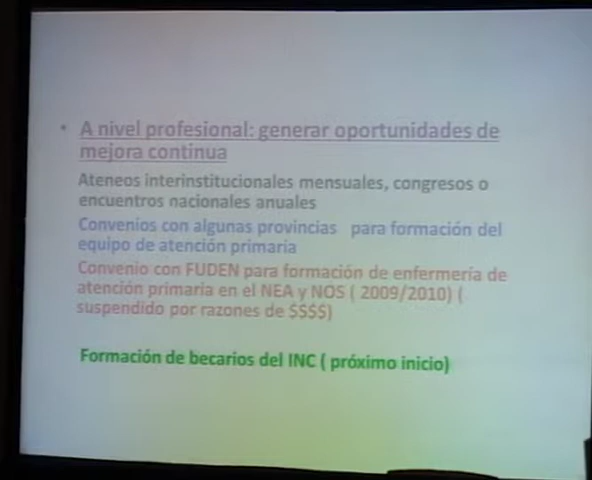 • A nivel profesional: generar oportunidades de
mejora continua
Ateneos interinstitucionales mensuales, congresos o
encuentros nacionales anuales
Convenios con algunas provincias para formación del
equipo de atención primaria
Convenio con FUDEN para formación de enfermería de
atención primaria en el NEA y NOS ( 2009/2010) (
suspendido por razones de $$$$)
Formación de becarios del INC ( próximo inicio)